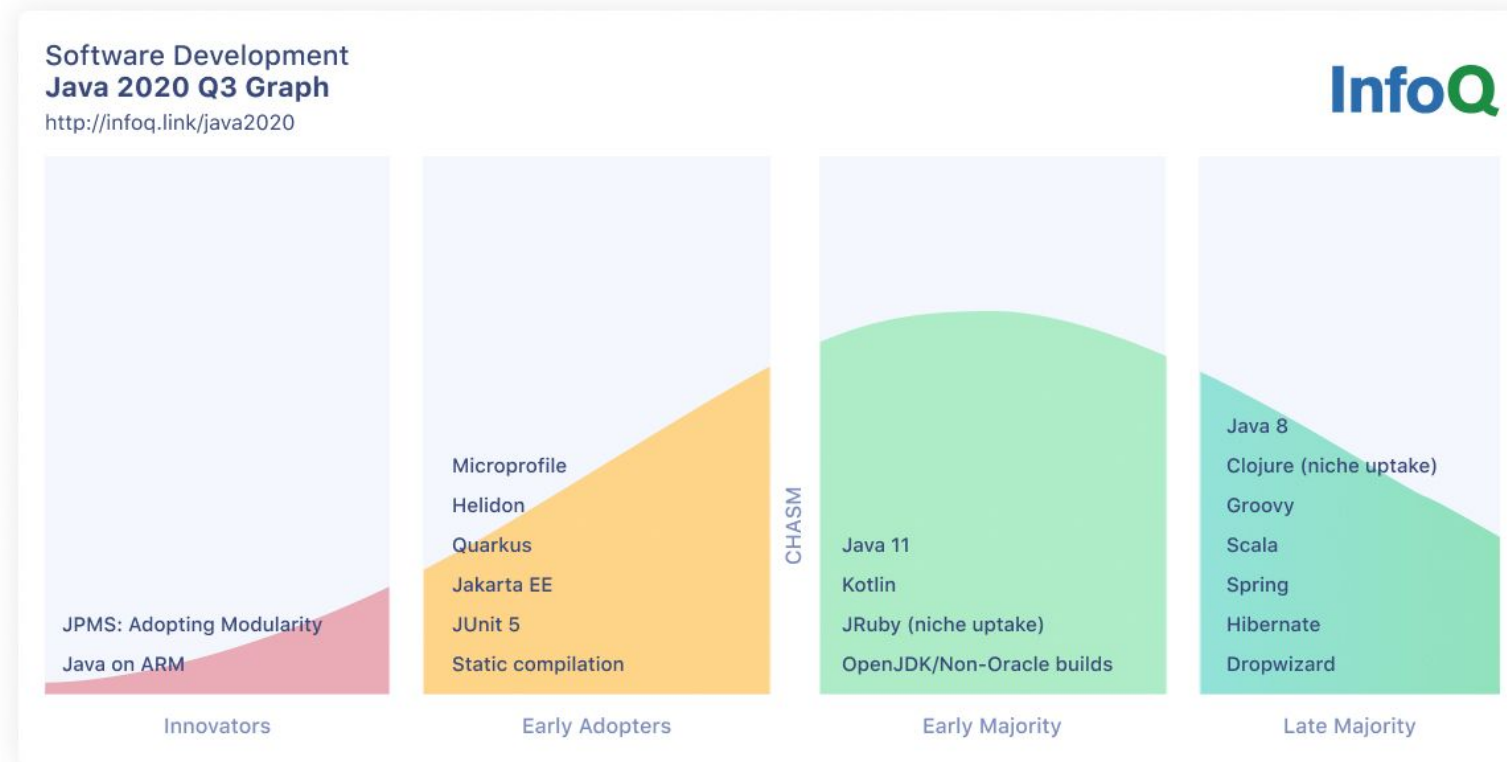 Software Development
Java 2020 Q3 Graph
http://infoq.link/java2020
InfoQ
JPMS: Adopting Modularity
Java on ARM
Innovators
Microprofile
Helidon
Quarkus
Jakarta EE
JUnit 5
Static compilation
Early Adopters
CHASM
Java 11
Kotlin
JRuby (niche uptake)
OpenJDK/Non-Oracle builds
Early Majority
Java 8
Clojure (niche uptake)
Groovy
Scala
Spring
Hibernate
Dropwizard
Late Majority